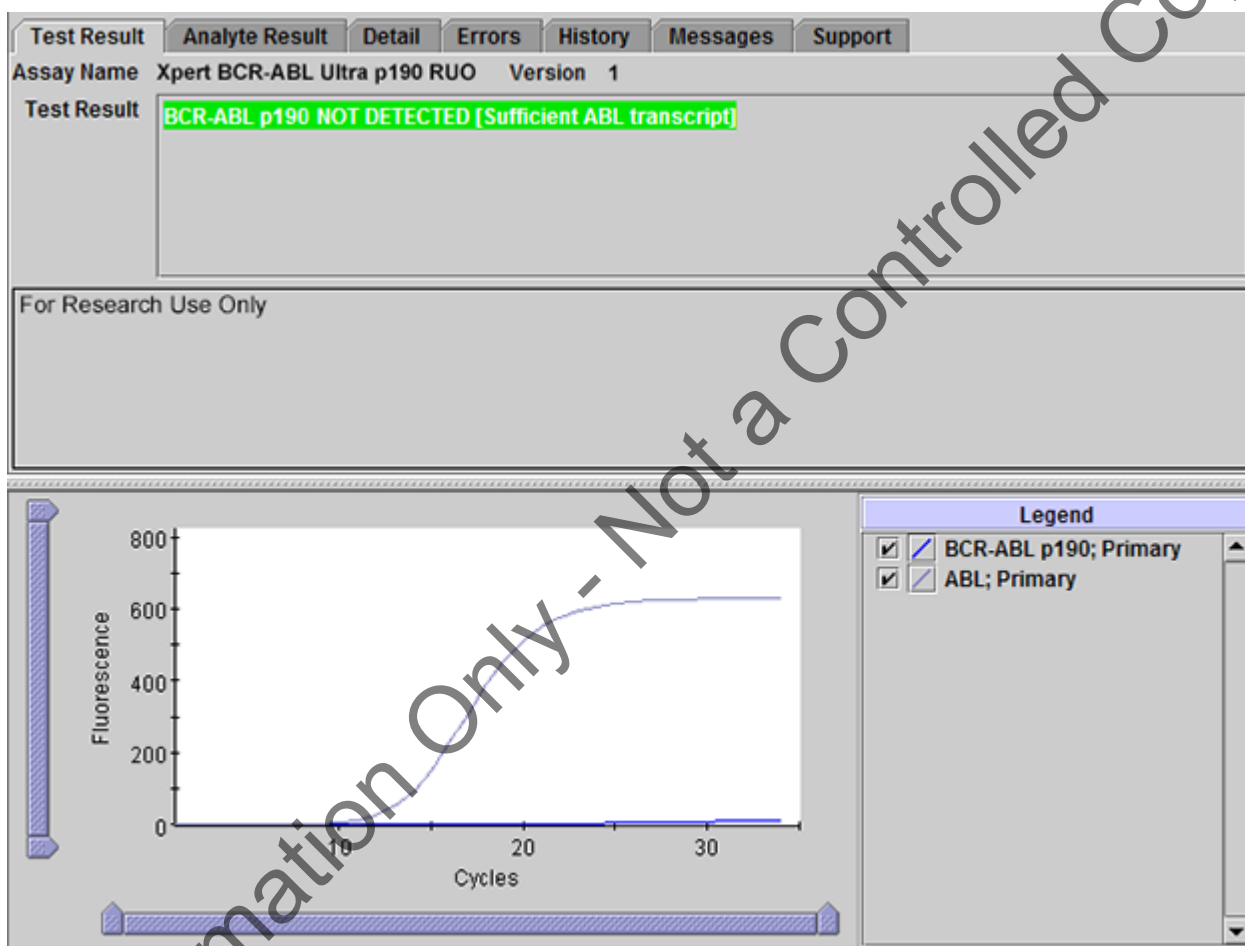 Test Result Analyte Result Detail Errors History Messages Support
Assay Name Xpert BCR-ABL Ultra p190 RUO Version 1
Test Result BCR-ABL p190 NOT DETECTED [Sufficient ABL transcript]
For Research Use Only
Legend
BCR-ABL p190; Primary
ABL; Primary
800
600
400
200
0
Fluorescence
10 20 30
Cycles
mation Only - Not a Controlled Co